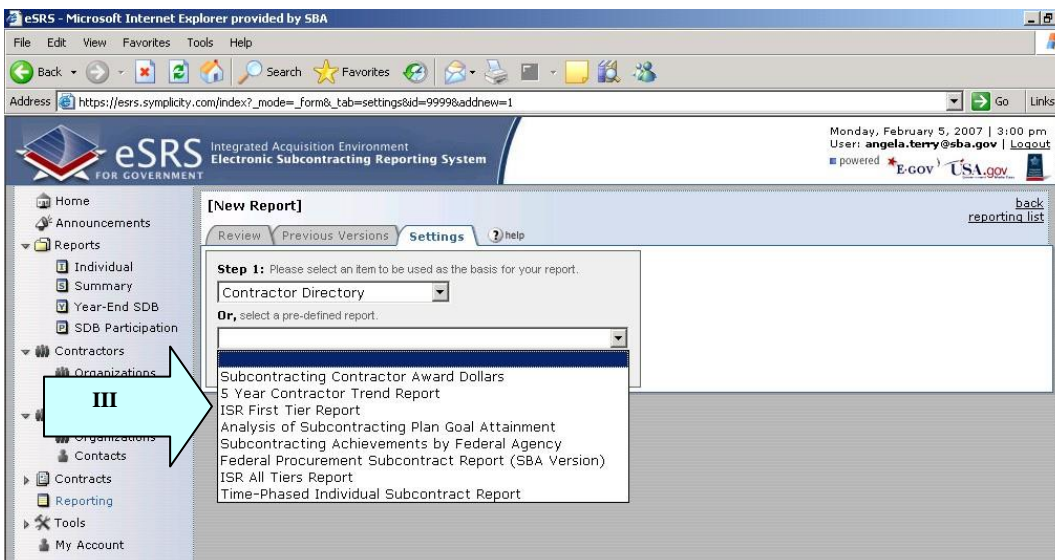 eSRS - Microsoft Internet Explorer provided by SBA
File Edit View Favorites Tools Help
Back Search Favorites
Address https://esrs.symplicity.com/index?_mode=_form&_tab=settings&id=9999&addnew=1 Go Links
eSRS
FOR GOVERNMENT
Integrated Acquisition Environment
Electronic Subcontracting Reporting System
Monday, February 5, 2007 | 3:00 pm
User: angela.terry@sba.gov | Logout
powered E-GOV USA.gov
Home
Announcements
Reports
Individual
Summary
Year-End SDB
SDB Participation
Contractors
Organizations
III
Organizations
Contacts
Contracts
Reporting
Tools
My Account
[New Report]
back
reporting list
Review Previous Versions Settings ? help
Step 1: Please select an item to be used as the basis for your report.
Contractor Directory
Or, select a pre-defined report.
Subcontracting Contractor Award Dollars
5 Year Contractor Trend Report
ISR First Tier Report
Analysis of Subcontracting Plan Goal Attainment
Subcontracting Achievements by Federal Agency
Federal Procurement Subcontract Report (SBA Version)
ISR All Tiers Report
Time-Phased Individual Subcontract Report